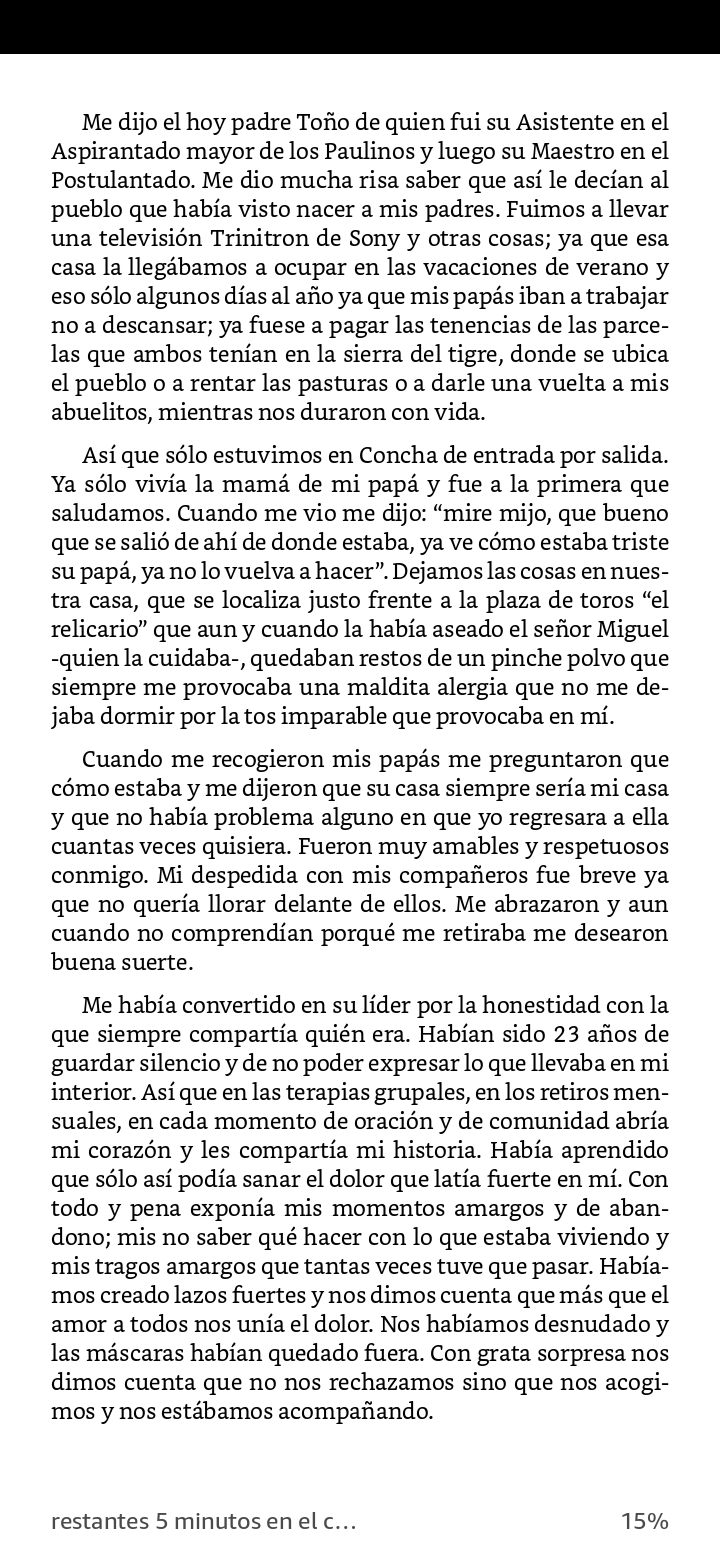 Me dijo el hoy padre Toño de quien fui su Asistente en el
Aspirantado mayor de los Paulinos y luego su Maestro en el
Postulantado. Me dio mucha risa saber que así le decían al
pueblo que había visto nacer a mis padres. Fuimos a llevar
una televisión Trinitron de Sony y otras cosas; ya que esa
casa la llegábamos a ocupar en las vacaciones de verano y
eso sólo algunos días al año ya que mis papás iban a trabajar
no a descansar; ya fuese a pagar las tenencias de las parce-
las que ambos tenían en la sierra del tigre, donde se ubica
el pueblo o a rentar las pasturas o a darle una vuelta a mis
abuelitos, mientras nos duraron con vida.
Así que sólo estuvimos en Concha de entrada por salida.
Ya sólo vivía la mamá de mi papá y fue a la primera que
saludamos. Cuando me vio me dijo: “mire mijo, que bueno
que se salió de ahí de donde estaba, ya ve cómo estaba triste
su papá, ya no lo vuelva a hacer”. Dejamos las cosas en nues-
tra casa, que se localiza justo frente a la plaza de toros “el
relicario” que aun y cuando la había aseado el señor Miguel
-quien la cuidaba-, quedaban restos de un pinche polvo que
siempre me provocaba una maldita alergia que no me de-
jaba dormir por la tos imparable que provocaba en mí.
Cuando me recogieron mis papás me preguntaron que
cómo estaba y me dijeron que su casa siempre sería mi casa
y que no había problema alguno en que yo regresara a ella
cuantas veces quisiera. Fueron muy amables y respetuosos
conmigo. Mi despedida con mis compañeros fue breve ya
que no quería llorar delante de ellos. Me abrazaron y aun
cuando no comprendían porqué me retiraba me desearon
buena suerte.
Me había convertido en su líder por la honestidad con la
que siempre compartía quién era. Habían sido 23 años de
guardar silencio y de no poder expresar lo que llevaba en mi
interior. Así que en las terapias grupales, en los retiros men-
suales, en cada momento de oración y de comunidad abría
mi corazón y les compartía mi historia. Había aprendido
que sólo así podía sanar el dolor que latía fuerte en mí. Con
todo y pena exponía mis momentos amargos y de aban-
dono; mis no saber qué hacer con lo que estaba viviendo y
mis tragos amargos que tantas veces tuve que pasar. Había-
mos creado lazos fuertes y nos dimos cuenta que más que el
amor a todos nos unía el dolor. Nos habíamos desnudado y
las máscaras habían quedado fuera. Con grata sorpresa nos
dimos cuenta que no nos rechazamos sino que nos acogi-
mos y nos estábamos acompañando.
restantes 5 minutos en el c… 15%